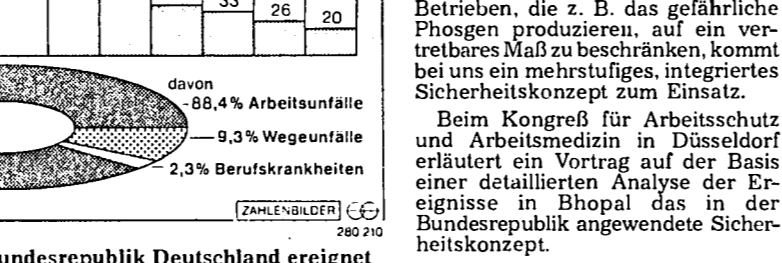 33
26
20
davon
88,4% Arbeitsunfälle
9,3% Wegeunfälle
2,3% Berufskrankheiten
ZAHLENBILDER
280 210
undesrepublik Deutschland ereignet
Betrieben, die z. B. das gefährliche
Phosgen produzieren, auf ein ver-
tretbares Maß zu beschränken, kommt
bei uns ein mehrstufiges, integriertes
Sicherheitskonzept zum Einsatz.
Beim Kongreß für Arbeitsschutz
und Arbeitsmedizin in Düsseldorf
erläutert ein Vortrag auf der Basis
einer detaillierten Analyse der Er-
eignisse in Bhopal das in der
Bundesrepublik angewendete Sicher-
heitskonzept.